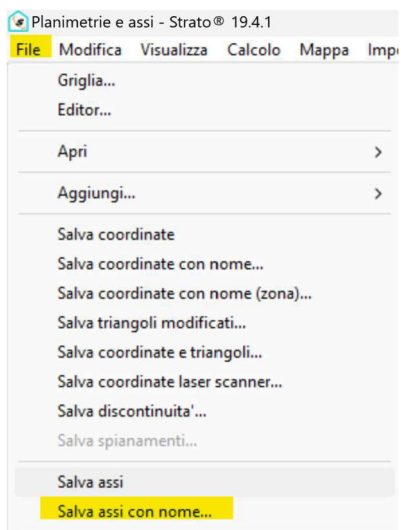 Planimetrie e assi - Strato® 19.4.1
File Modifica Visualizza Calcolo Mappa
Griglia...
Editor...
Apri
Aggiungi...
Salva coordinate
Salva coordinate con nome...
Salva coordinate con nome (zona)...
Salva triangoli modificati...
Salva coordinate e triangoli...
Salva coordinate laser scanner...
Salva discontinuita'...
Salva spianamenti...
Salva assi
Salva assi con nome...